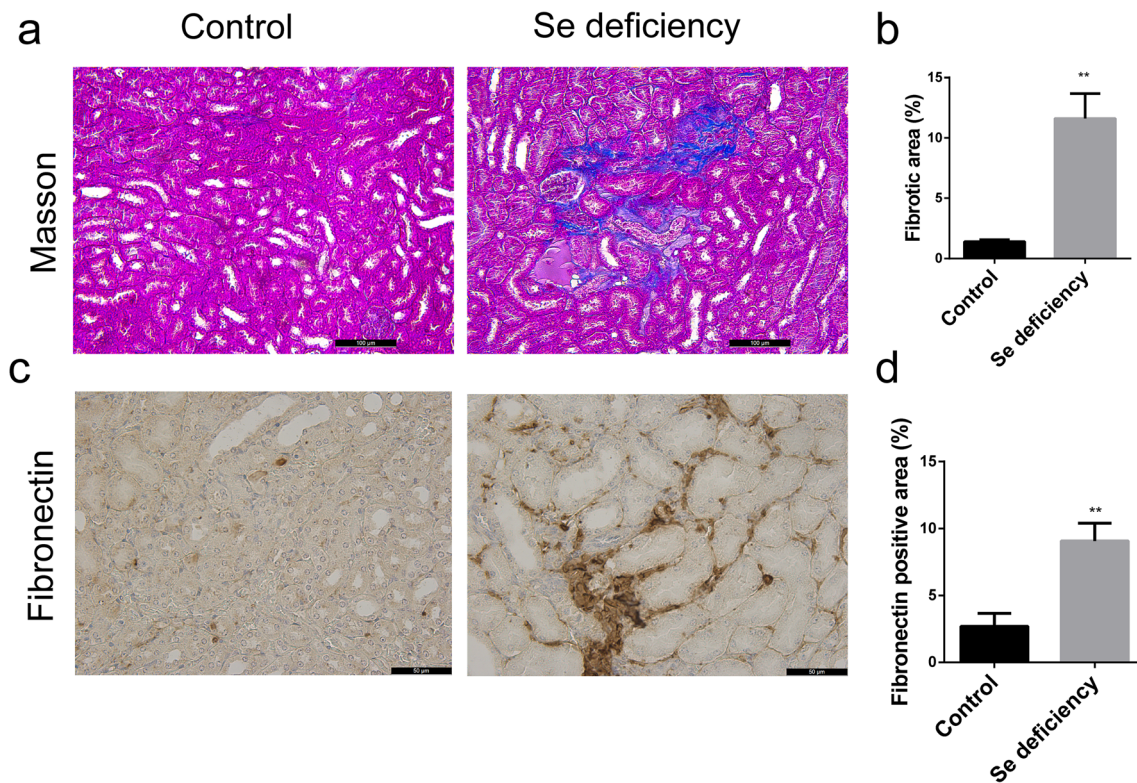 a
Control
Se deficiency
Masson
100 µm
100 µm
b
Fibrotic area (%)
15
10
5
0
**
Control
Se deficiency
c
Fibronectin
50 µm
50 µm
d
Fibronectin positive area (%)
15
10
5
0
**
Control
Se deficiency